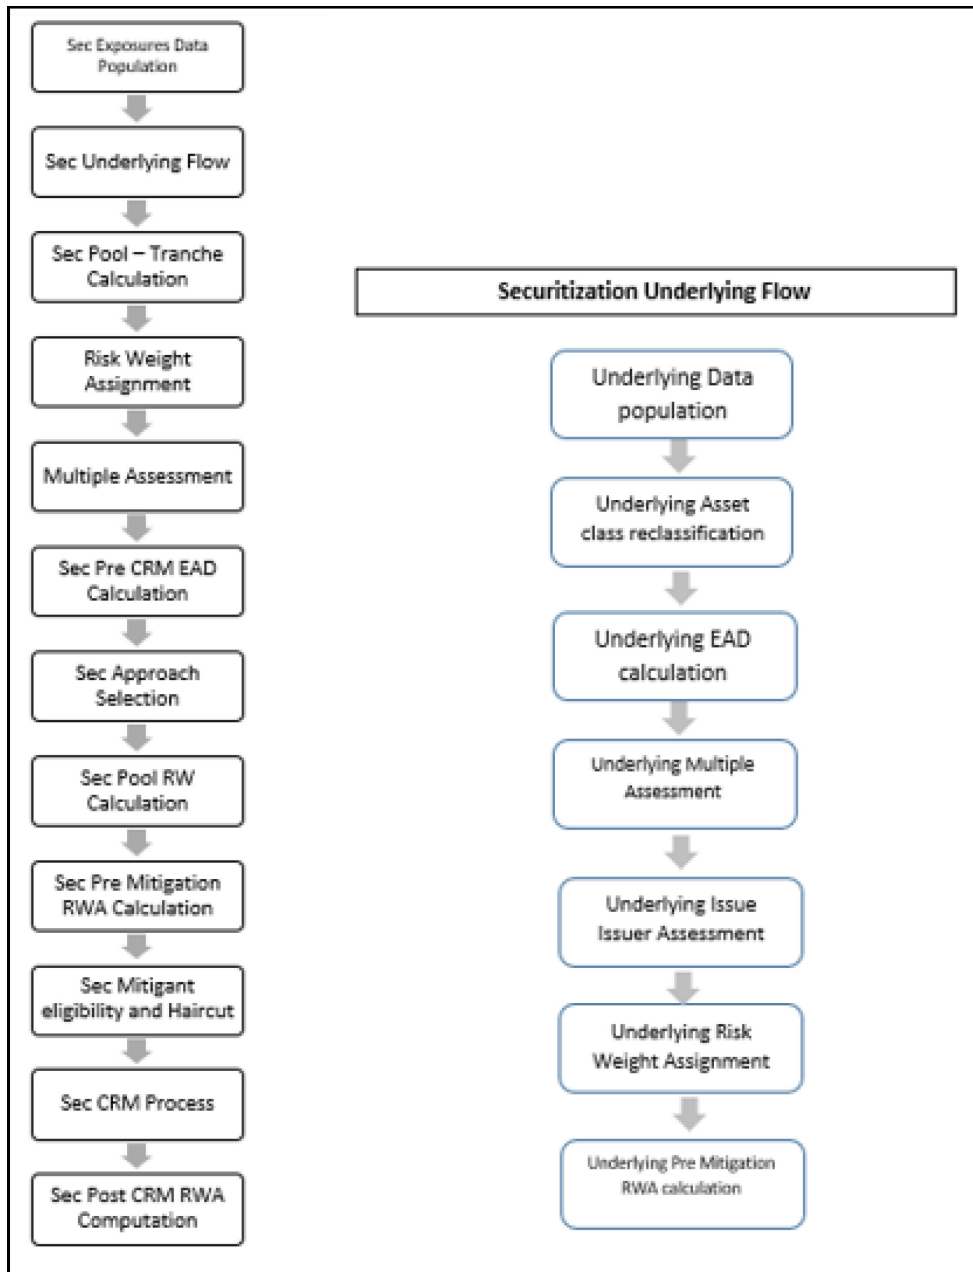 Sec Exposures Data
Population
Sec Underlying Flow
Sec Pool – Tranche
Calculation
Risk Weight
Assignment
Multiple Assessment
Sec Pre CRM EAD
Calculation
Sec Approach
Selection
Sec Pool RW
Calculation
Sec Pre Mitigation
RWA Calculation
Sec Mitigant
eligibility and Haircut
Sec CRM Process
Sec Post CRM RWA
Computation
Securitization Underlying Flow
Underlying Data
population
Underlying Asset
class reclassification
Underlying EAD
calculation
Underlying Multiple
Assessment
Underlying Issue
Issuer Assessment
Underlying Risk
Weight Assignment
Underlying Pre Mitigation
RWA calculation